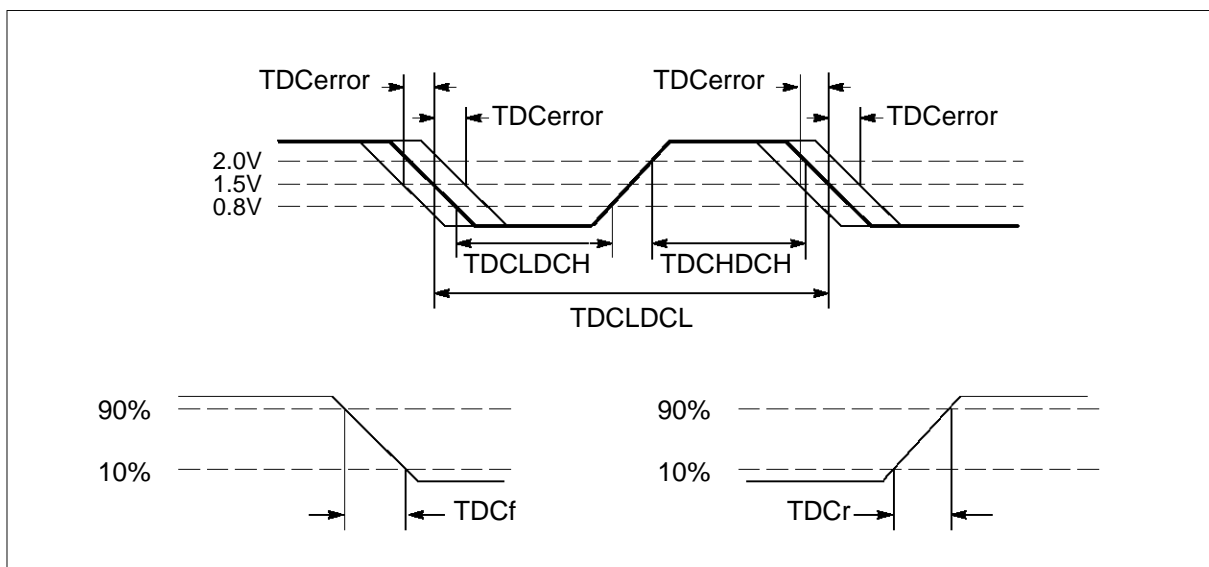 TDCerror
TDCerror
TDCerror
TDCerror
2.0V
1.5V
0.8V
TDCLDCH
TDCHDCH
TDCLDCL
90%
10%
TDCf
90%
10%
TDCr